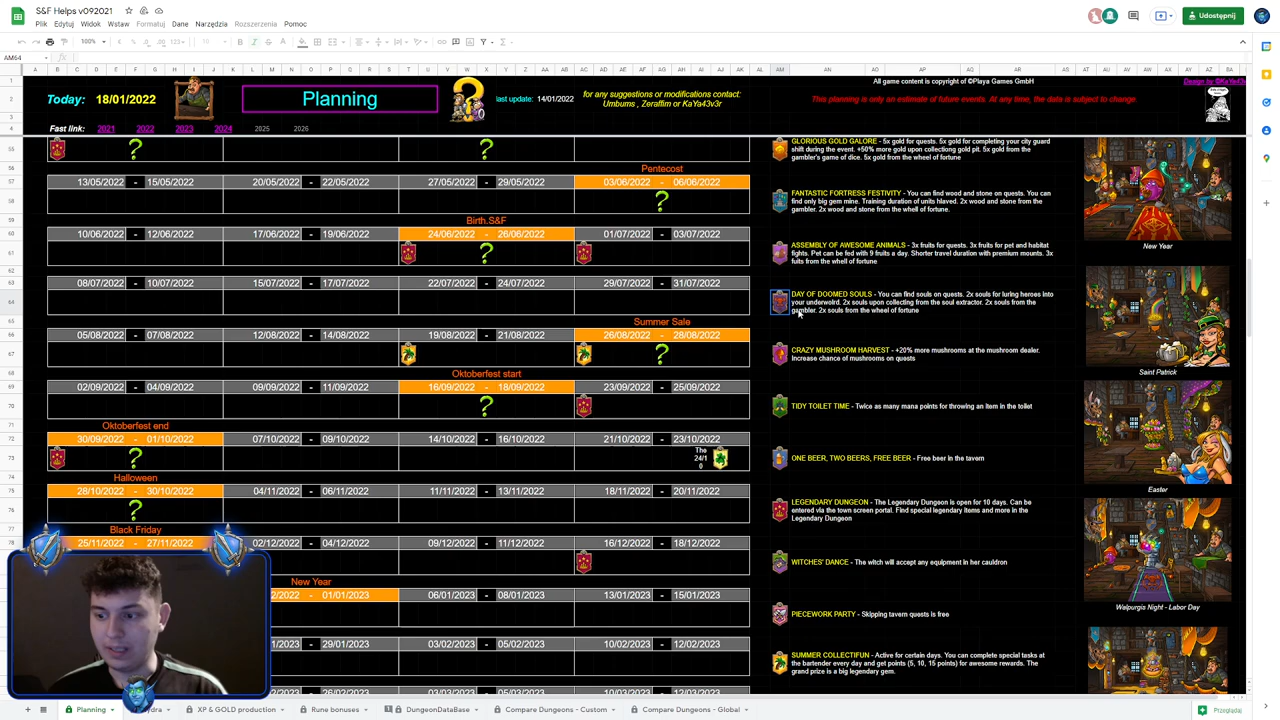 S&F Helps v092021
Plik Edytuj Widok Wstaw Formatuj Dane Narzędzia Rozszerzenia Pomoc
Udostępnij
100%
AM64
Today: 18/01/2022
Planning
last update: 14/01/2022
for any suggestions or modifications contact:
Umbums , Zeraffim or KaYa43v3r
All game content is copyright of ©Playa Games GmbH
This planning is only an estimate of future events. At any time, the data is subject to change.
Design by ©KaYa43v
Fast link: 2021 2022 2023 2024 2025 2026
Pentecost
13/05/2022 - 15/05/2022 20/05/2022 - 22/05/2022 27/05/2022 - 29/05/2022 03/06/2022 - 06/06/2022
Birth.S&F
10/06/2022 - 12/06/2022 17/06/2022 - 19/06/2022 24/06/2022 - 26/06/2022 01/07/2022 - 03/07/2022
08/07/2022 - 10/07/2022 15/07/2022 - 17/07/2022 22/07/2022 - 24/07/2022 29/07/2022 - 31/07/2022
Summer Sale
05/08/2022 - 07/08/2022 12/08/2022 - 14/08/2022 19/08/2022 - 21/08/2022 26/08/2022 - 28/08/2022
Oktoberfest start
02/09/2022 - 04/09/2022 09/09/2022 - 11/09/2022 16/09/2022 - 18/09/2022 23/09/2022 - 25/09/2022
Oktoberfest end
30/09/2022 - 01/10/2022 07/10/2022 - 09/10/2022 14/10/2022 - 16/10/2022 21/10/2022 - 23/10/2022
The
24/1
0
Halloween
28/10/2022 - 30/10/2022 04/11/2022 - 06/11/2022 11/11/2022 - 13/11/2022 18/11/2022 - 20/11/2022
Black Friday
25/11/2022 - 27/11/2022 02/12/2022 - 04/12/2022 09/12/2022 - 11/12/2022 16/12/2022 - 18/12/2022
New Year
2/2022 - 01/01/2023 06/01/2023 - 08/01/2023 13/01/2023 - 15/01/2023
01/2023 - 29/01/2023 03/02/2023 - 05/02/2023 10/02/2023 - 12/02/2023
GLORIOUS GOLD GALORE - 5x gold for quests. 5x gold for completing your city guard
shift during the event. +50% more gold upon collecting gold pit. 5x gold from the
gambler's game of dice. 5x gold from the wheel of fortune
FANTASTIC FORTRESS FESTIVITY - You can find wood and stone on quests. You can
find only big gem mine. Training duration of units hlaved. 2x wood and stone from the
gambler. 2x wood and stone from the whell of fortune.
ASSEMBLY OF AWESOME ANIMALS - 3x fruits for quests. 3x fruits for pet and habitat
fights. Pet can be fed with 9 fruits a day. Shorter travel duration with premium mounts. 3x
fuits from the wheel of fortune
DAY OF DOOMED SOULS - You can find souls on quests. 2x souls for luring heroes into
your underwolrd. 2x souls upon collecting from the soul extractor. 2x souls from the
gambler. 2x souls from the wheel of fortune
CRAZY MUSHROOM HARVEST - +20% more mushrooms at the mushroom dealer.
Increase chance of mushrooms on quests
TIDY TOILET TIME - Twice as many mana points for throwing an item in the toilet
ONE BEER, TWO BEERS, FREE BEER - Free beer in the tavern
LEGENDARY DUNGEON - The Legendary Dungeon is open for 10 days. Can be
entered via the town screen portal. Find special legendary items and more in the
Legendary Dungeon
WITCHES' DANCE - The witch will accept any equipment in her cauldron
PIECEWORK PARTY - Skipping tavern quests is free
SUMMER COLLECTIFUN - Active for certain days. You can complete special tasks at
the bartender every day and get points (5, 10, 15 points) for awesome rewards. The
grand prize is a big legendary gem.
New Year
Saint Patrick
Easter
Walpurgia Night - Labor Day
Planning ydra XP & GOLD production Rune bonuses DungeonDataBase Compare Dungeons - Custom Compare Dungeons - Global
Przeglądaj